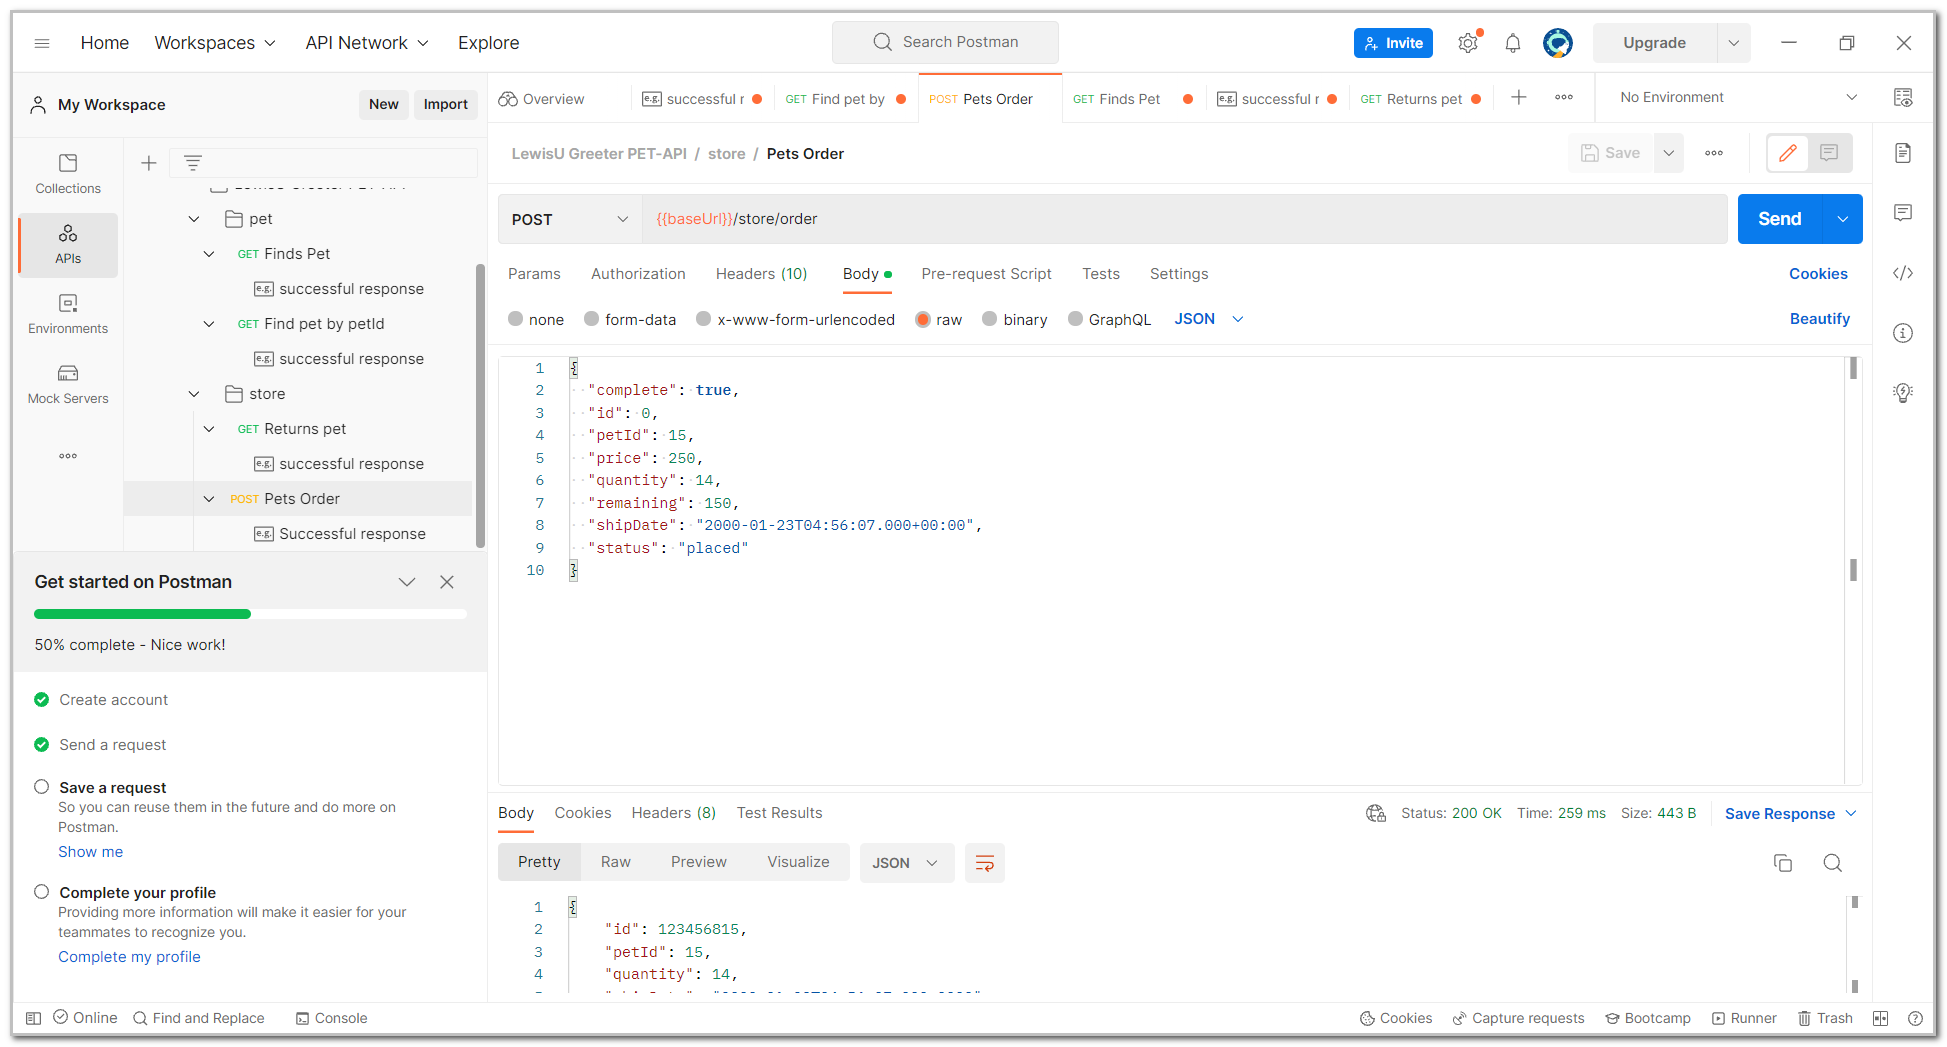 Home Workspaces API Network Explore Search Postman Invite Upgrade
My Workspace New Import
Overview
e.g. successful r
GET Find pet by
POST Pets Order
GET Finds Pet
e.g. successful r
GET Returns pet
No Environment
LewisU Greeter PET-API / store / Pets Order
Save
Collections
APIs
Environments
Mock Servers
pet
GET Finds Pet
e.g. successful response
GET Find pet by petId
e.g. successful response
store
GET Returns pet
e.g. successful response
POST Pets Order
e.g. Successful response
Get started on Postman
50% complete - Nice work!
Create account
Send a request
Save a request
So you can reuse them in the future and do more on
Postman.
Show me
Complete your profile
Providing more information will make it easier for your
teammates to recognize you.
Complete my profile
POST {{baseUrl}}/store/order Send
Params Authorization Headers (10) Body Pre-request Script Tests Settings Cookies
none form-data x-www-form-urlencoded raw binary GraphQL JSON Beautify
1 {
2 "complete": true,
3 "id": 0,
4 "petId": 15,
5 "price": 250,
6 "quantity": 14,
7 "remaining": 150,
8 "shipDate": "2000-01-23T04:56:07.000+00:00",
9 "status": "placed"
10 }
Body Cookies Headers (8) Test Results Status: 200 OK Time: 259 ms Size: 443 B Save Response
Pretty Raw Preview Visualize JSON
1 {
2 "id": 123456815,
3 "petId": 15,
4 "quantity": 14,
Online Find and Replace Console Cookies Capture requests Bootcamp Runner Trash